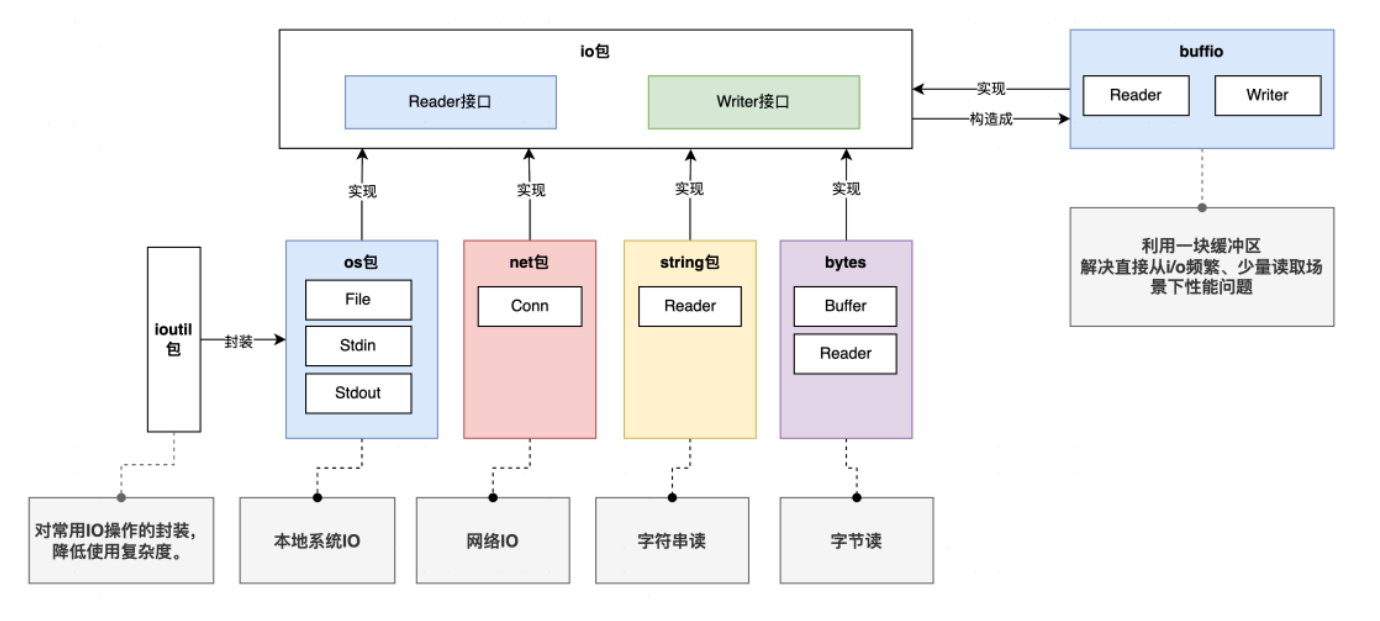 io包
Reader接口
Writer接口
buffio
Reader
Writer
实现
构造成
实现
实现
实现
实现
利用一块缓冲区
解决直接从i/o频繁、少量读取场
景下性能问题
ioutil
包
封装
os包
File
Stdin
Stdout
net包
Conn
string包
Reader
bytes
Buffer
Reader
对常用IO操作的封装，
降低使用复杂度。
本地系统IO
网络IO
字符串读
字节读